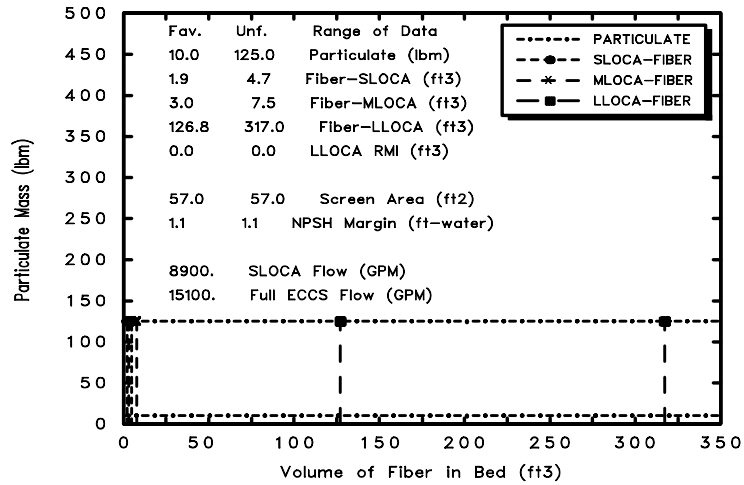 500
450
400
350
300
250
200
150
100
50
0
Particulate Mass (lbm)
Fav. Unf. Range of Data
10.0 125.0 Particulate (lbm)
1.9 4.7 Fiber-SLOCA (ft3)
3.0 7.5 Fiber-MLOCA (ft3)
126.8 317.0 Fiber-LLOCA (ft3)
0.0 0.0 LLOCA RMI (ft3)
57.0 57.0 Screen Area (ft2)
1.1 1.1 NPSH Margin (ft-water)
8900. SLOCA Flow (GPM)
15100. Full ECCS Flow (GPM)
PARTICULATE
SLOCA-FIBER
MLOCA-FIBER
LLOCA-FIBER
0 50 100 150 200 250 300 350
Volume of Fiber in Bed (ft3)